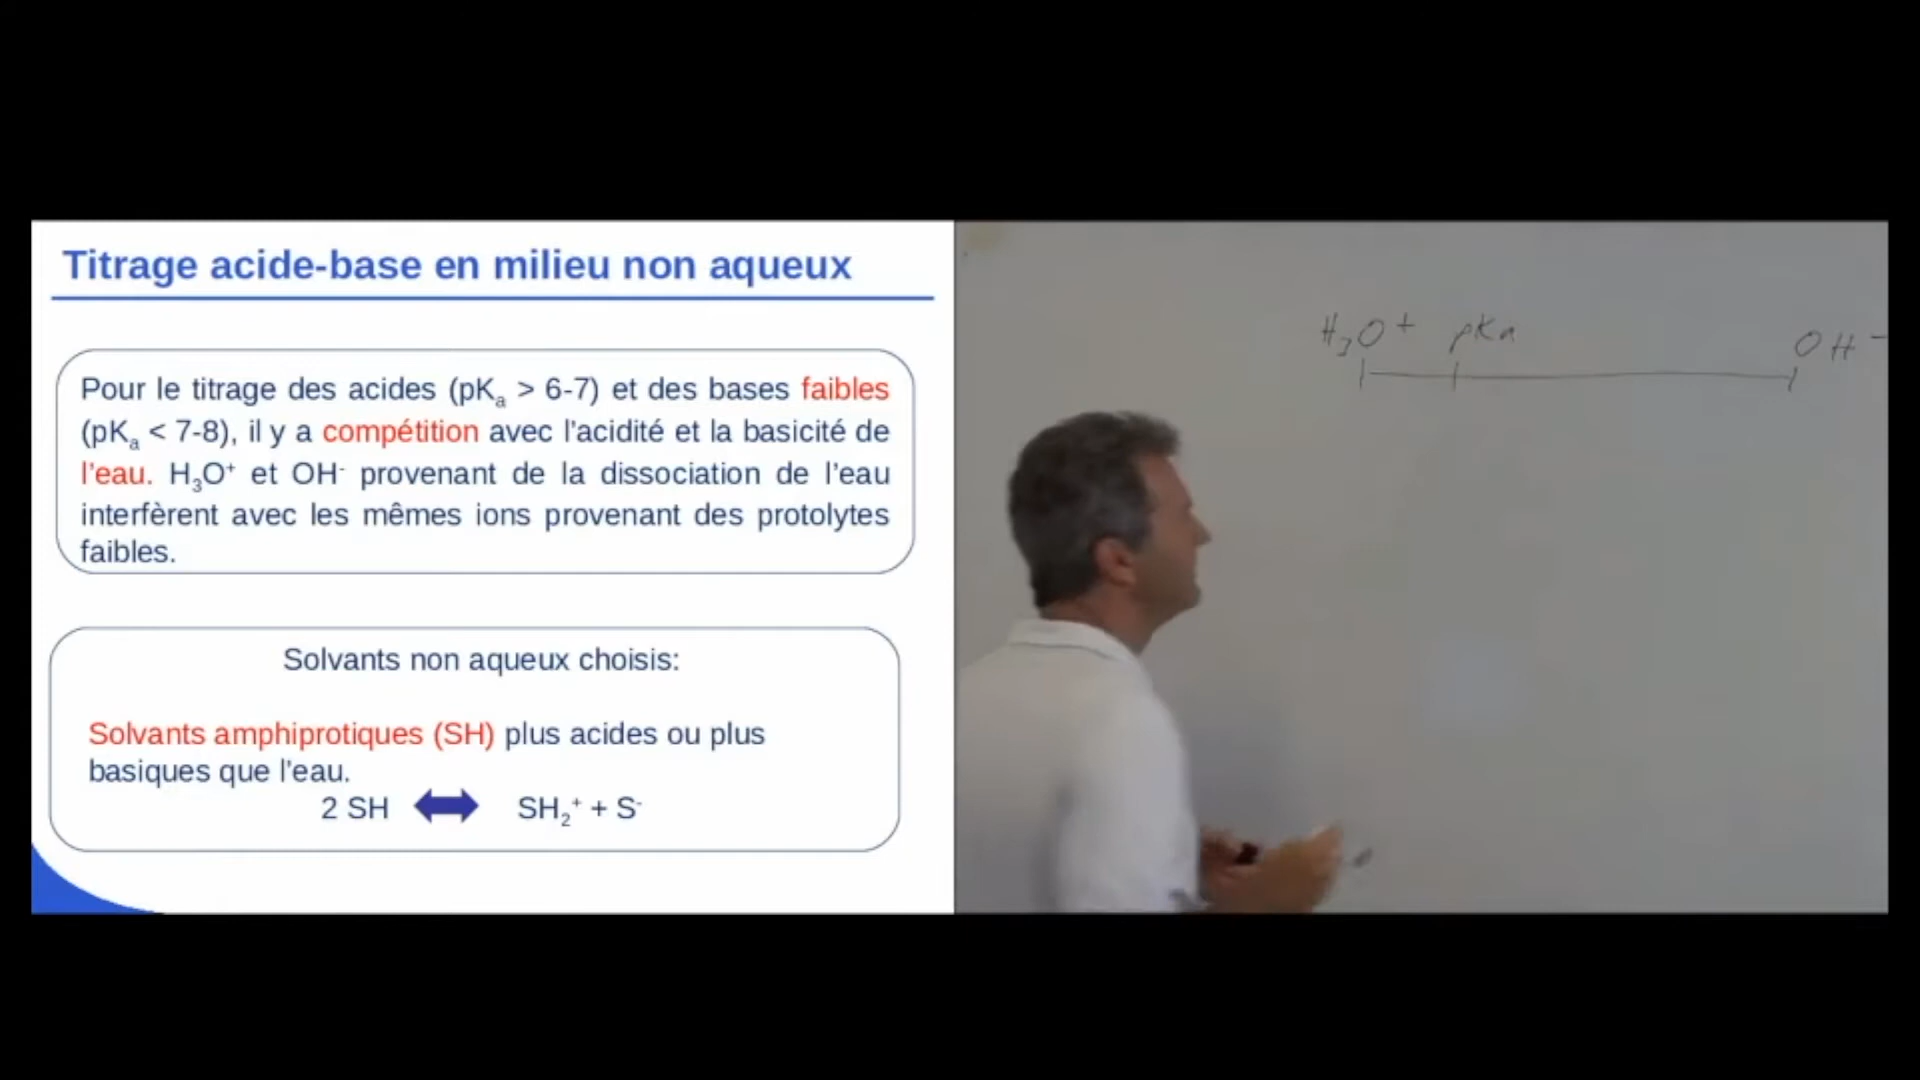 Titrage acide-base en milieu non aqueux
Pour le titrage des acides (pKₐ > 6-7) et des bases faibles
(pKₐ < 7-8), il y a compétition avec l'acidité et la basicité de
l'eau. H₃O⁺ et OH⁻ provenant de la dissociation de l'eau
interfèrent avec les mêmes ions provenant des protolytes
faibles.
Solvants non aqueux choisis:
Solvants amphiprotiques (SH) plus acides ou plus
basiques que l'eau.
2 SH ⬌ SH₂⁺ + S⁻
H₃O⁺ pKa OH⁻